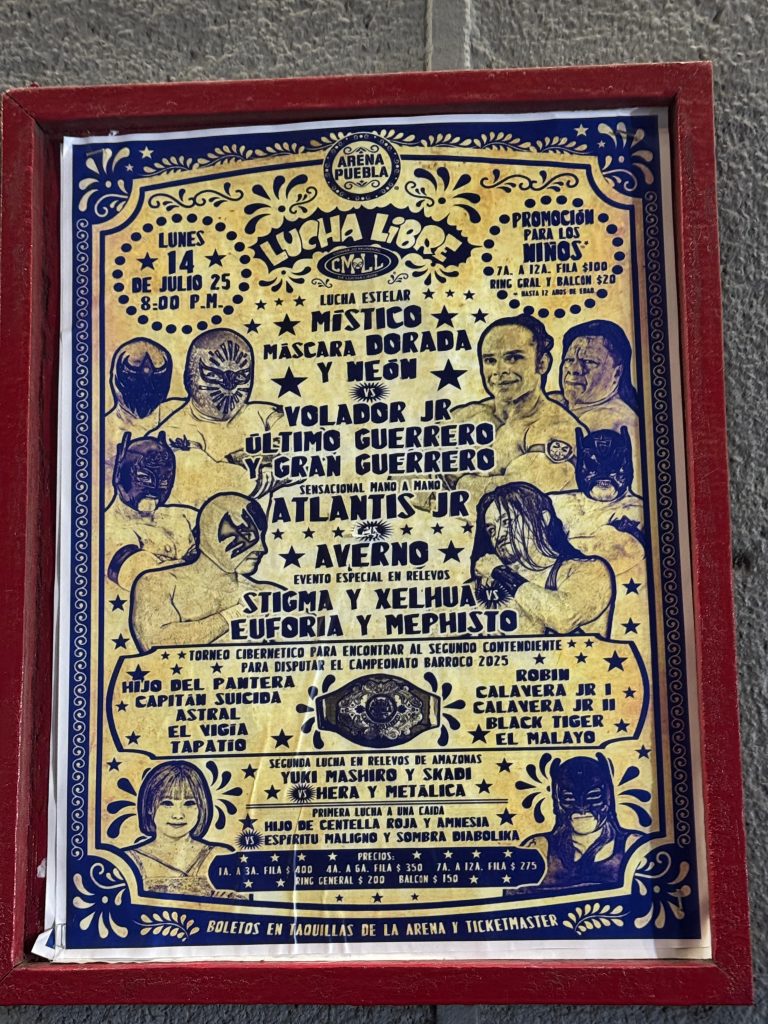 ARENA
PUEBLA
LUCHA LIBRE
CMLL
LUNES
14
DE JULIO 25
8:00 P.M.
PROMOCIÓN
PARA LOS
NIÑOS
7A. A 12A. FILA $100
RING GRAL Y BALCON $20
* HASTA 12 AÑOS DE EDAD
LUCHA ESTELAR
MÍSTICO
MÁSCARA DORADA
Y NEÓN
VS
VOLADOR JR
ÚLTIMO GUERRERO
Y GRAN GUERRERO
SENSACIONAL MANO A MANO
ATLANTIS JR
VS
AVERNO
EVENTO ESPECIAL EN RELEVOS
STIGMA Y XELHUA VS
EUFORIA Y MEPHISTO
TORNEO CIBERNETICO PARA ENCONTRAR AL SEGUNDO CONTENDIENTE
PARA DISPUTAR EL CAMPEONATO BARROCO 2025
HIJO DEL PANTERA
CAPITÁN SUICIDA
ASTRAL
EL VIGÍA
TAPATÍO
ROBIN
CALAVERA JR I
CALAVERA JR II
BLACK TIGER
EL MALAYO
SEGUNDA LUCHA EN RELEVOS DE AMAZONAS
YUKI MASHIRO Y SKADI
VS HERA Y METÁLICA
PRIMERA LUCHA A UNA CAIDA
HIJO DE CENTELLA ROJA Y AMNESIA
VS ESPÍRITU MALIGNO Y SOMBRA DIABOLIKA
PRECIOS:
1A. A 3A. FILA $ 400 4A. A 6A. FILA $ 350 7A. A 12A. FILA $ 275
RING GENERAL $ 200 BALCON $ 150
BOLETOS EN TAQUILLAS DE LA ARENA Y TICKETMASTER